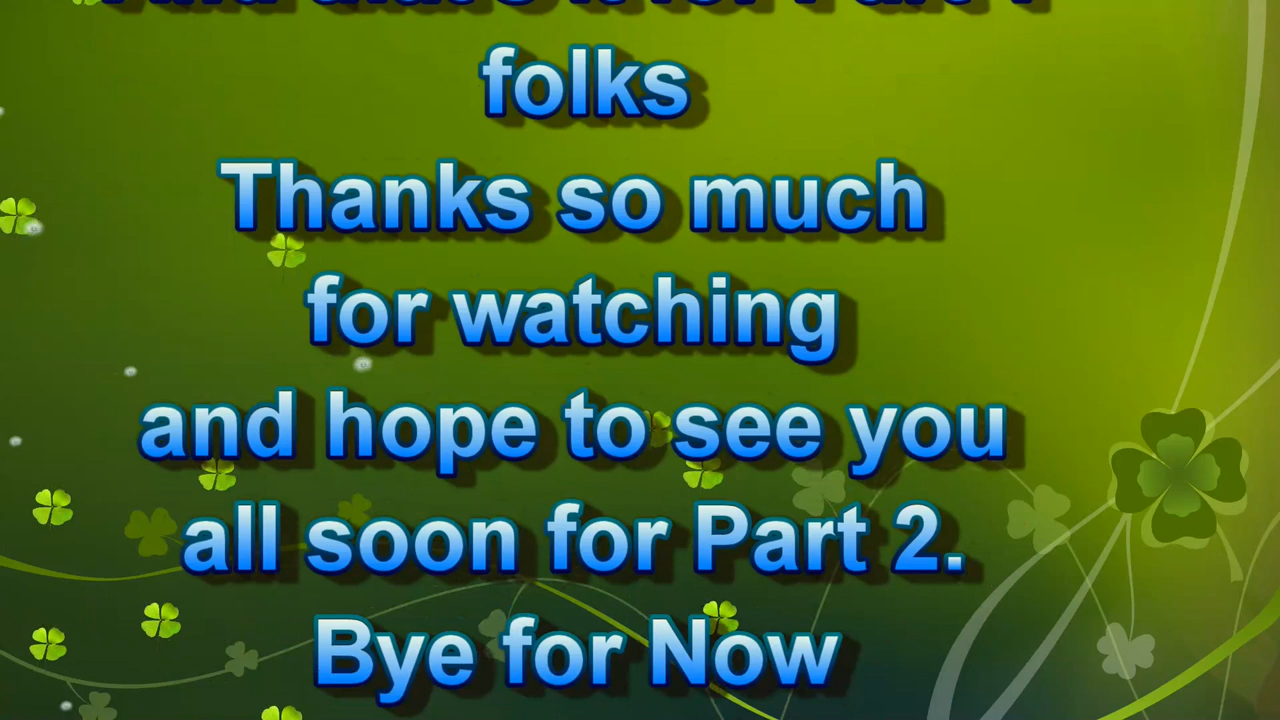 folks
Thanks so much
for watching
and hope to see you
all soon for Part 2.
Bye for Now